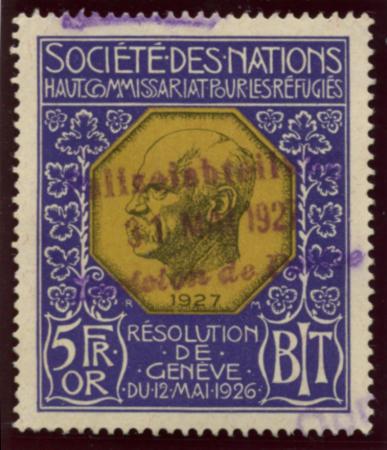 SOCIÉTÉ·DES·NATIONS
HAUT·COMMISSARIAT·POUR·LES·RÉFUGIÉS
1927
R M
5 FR. OR
RÉSOLUTION
DE
GENÈVE
·DU·12·MAI·1926·
BIT
de